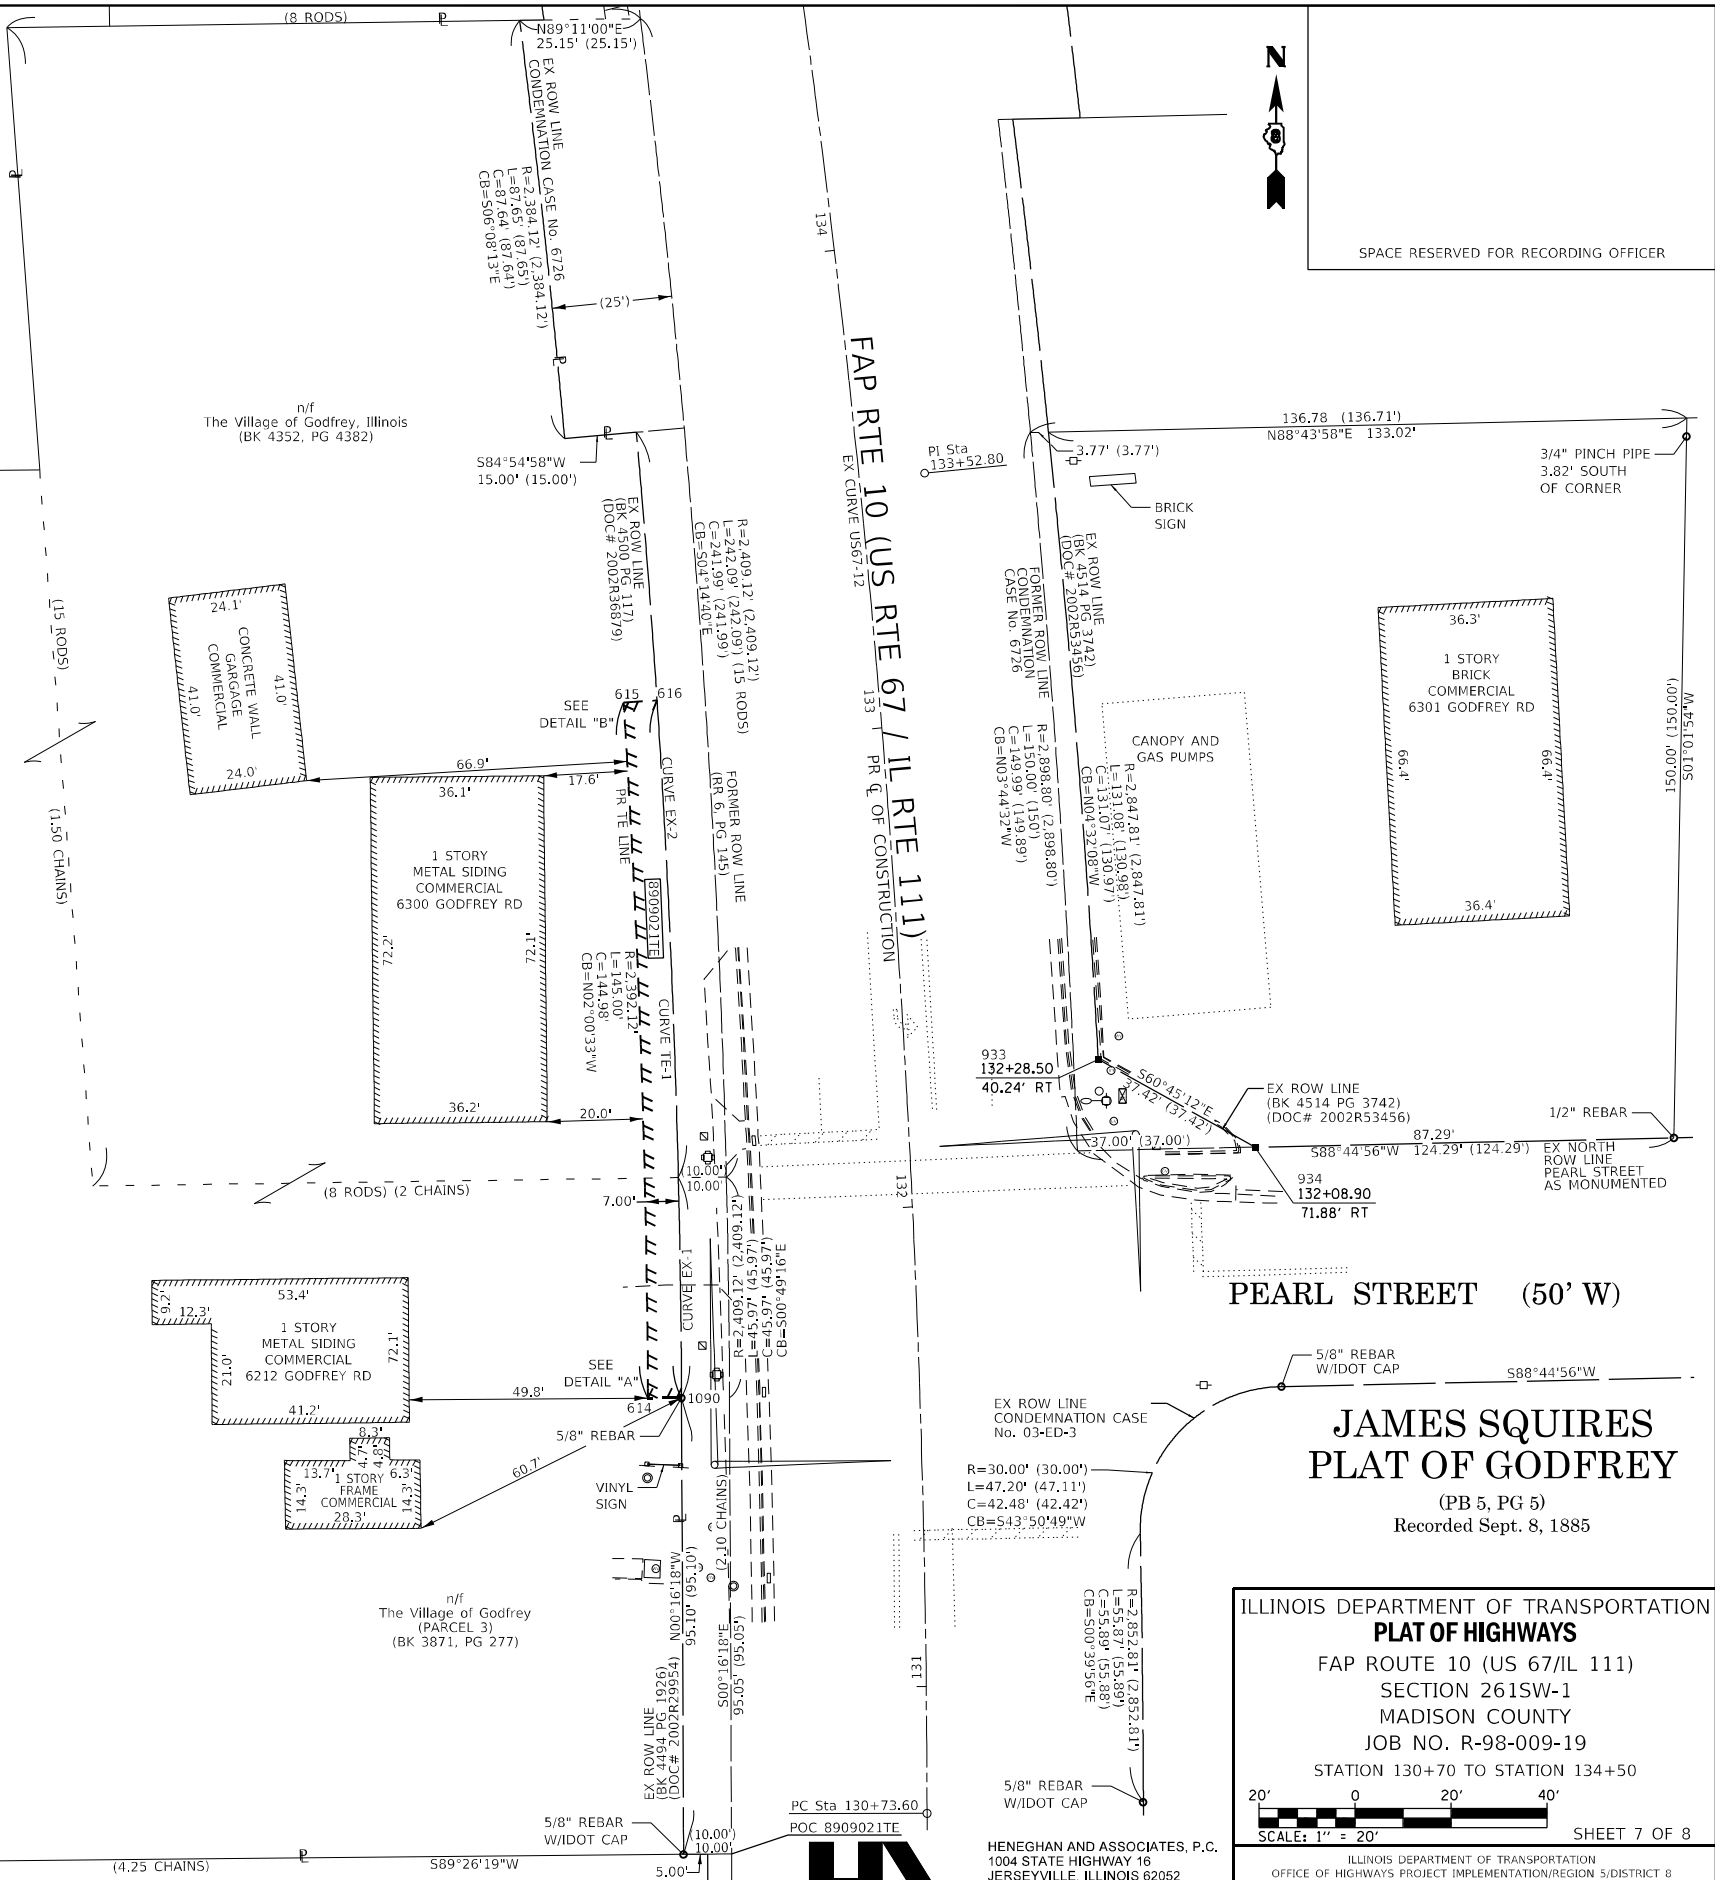 (8 RODS)
P
N89°11'00"E
25.15' (25.15')
EX ROW LINE
CONDEMNATION CASE No. 6726
R=2,384.12' (2,384.12')
L=87.65' (87.65')
C=87.64' (87.64')
CB=S06°08'13"E
(25')
N
S
SPACE RESERVED FOR RECORDING OFFICER
n/f
The Village of Godfrey, Illinois
(BK 4352, PG 4382)
S84°54'58"W
15.00' (15.00')
134
FAP RTE 10 (US RTE 67 / IL RTE 111)
EX CURVE US67-12
PI Sta
133+52.80
136.78 (136.71')
N88°43'58"E 133.02'
3.77' (3.77')
BRICK
SIGN
3/4" PINCH PIPE
3.82' SOUTH
OF CORNER
EX ROW LINE
(BK 4500 PG 117)
(DOC# 2002R36879)
R=2,409.12' (2,409.12')
L=242.09' (242.09') (15 RODS)
C=241.99' (241.99')
CB=S04°14'40"E
EX ROW LINE
(BK 4514 PG 3742)
(DOC# 2002R53456)
FORMER ROW LINE
CONDEMNATION
CASE No. 6726
R=2,898.80' (2,898.80')
L=150.00' (150')
C=149.99' (149.89')
CB=N03°44'32"W
R=2,847.81' (2,847.81')
L=131.08' (130.98')
C=131.07' (130.97')
CB=N04°32'08"W
CANOPY AND
GAS PUMPS
36.3'
1 STORY
BRICK
COMMERCIAL
6301 GODFREY RD
66.4'
66.4'
36.4'
S01°01'54"W
150.01' (150.00')
(15 RODS)
(1.50 CHAINS)
24.1'
CONCRETE WALL
GARGAGE
COMMERCIAL
41.0'
41.0'
24.0'
615
616
SEE
DETAIL "B"
66.9'
17.6'
36.1'
1 STORY
METAL SIDING
COMMERCIAL
6300 GODFREY RD
72.2'
72.1'
36.2'
20.0'
PR TE LINE
CURVE EX-2
8909021TE
R=2,392.12'
L=145.00'
C=144.98'
CB=N02°00'33"W
CURVE TE-1
FORMER ROW LINE
(RR 6, PG 145)
133
PR ℄ OF CONSTRUCTION
933
132+28.50
40.24' RT
S60°45'12"E
37.42' (37.42')
EX ROW LINE
(BK 4514 PG 3742)
(DOC# 2002R53456)
1/2" REBAR
37.00' (37.00')
87.29'
S88°44'56"W 124.29' (124.29')
EX NORTH
ROW LINE
PEARL STREET
AS MONUMENTED
934
132+08.90
71.88' RT
132
(8 RODS) (2 CHAINS)
(10.00')
10.00'
7.00'
CURVE EX-1
R=2,409.12' (2,409.12')
L=45.97' (45.97')
C=45.97' (45.97')
CB=S00°49'16"E
PEARL STREET (50' W)
5/8" REBAR
W/IDOT CAP
S88°44'56"W
53.4'
9.2'
12.3'
1 STORY
METAL SIDING
COMMERCIAL
6212 GODFREY RD
72.1'
21.0'
41.2'
49.8'
SEE
DETAIL "A"
614
1090
5/8" REBAR
60.7'
8.3'
4.7'
4.8'
13.7'
6.3'
1 STORY
FRAME
COMMERCIAL
14.3'
14.3'
28.3'
VINYL
SIGN
EX ROW LINE
CONDEMNATION CASE
No. 03-ED-3
R=30.00' (30.00')
L=47.20' (47.11')
C=42.48' (42.42')
CB=S43°50'49"W
JAMES SQUIRES
PLAT OF GODFREY
(PB 5, PG 5)
Recorded Sept. 8, 1885
n/f
The Village of Godfrey
(PARCEL 3)
(BK 3871, PG 277)
N00°16'18"W
95.10' (95.10')
(2.10 CHAINS)
S00°16'18"E
95.05' (95.05')
EX ROW LINE
(BK 4494 PG 1926)
(DOC# 2002R29954)
131
R=2,852.81' (2,852.81')
L=55.87' (55.89')
C=55.89' (55.88')
CB=S00°39'56"E
5/8" REBAR
W/IDOT CAP
5/8" REBAR
W/IDOT CAP
PC Sta 130+73.60
POC 8909021TE
(10.00')
10.00'
5.00'
(4.25 CHAINS)
P
S89°26'19"W
HENEGHAN AND ASSOCIATES, P.C.
1004 STATE HIGHWAY 16
JERSEYVILLE, ILLINOIS 62052
ILLINOIS DEPARTMENT OF TRANSPORTATION
PLAT OF HIGHWAYS
FAP ROUTE 10 (US 67/IL 111)
SECTION 261SW-1
MADISON COUNTY
JOB NO. R-98-009-19
STATION 130+70 TO STATION 134+50
20' 0 20' 40'
SCALE: 1" = 20'
SHEET 7 OF 8
ILLINOIS DEPARTMENT OF TRANSPORTATION
OFFICE OF HIGHWAYS PROJECT IMPLEMENTATION/REGION 5/DISTRICT 8